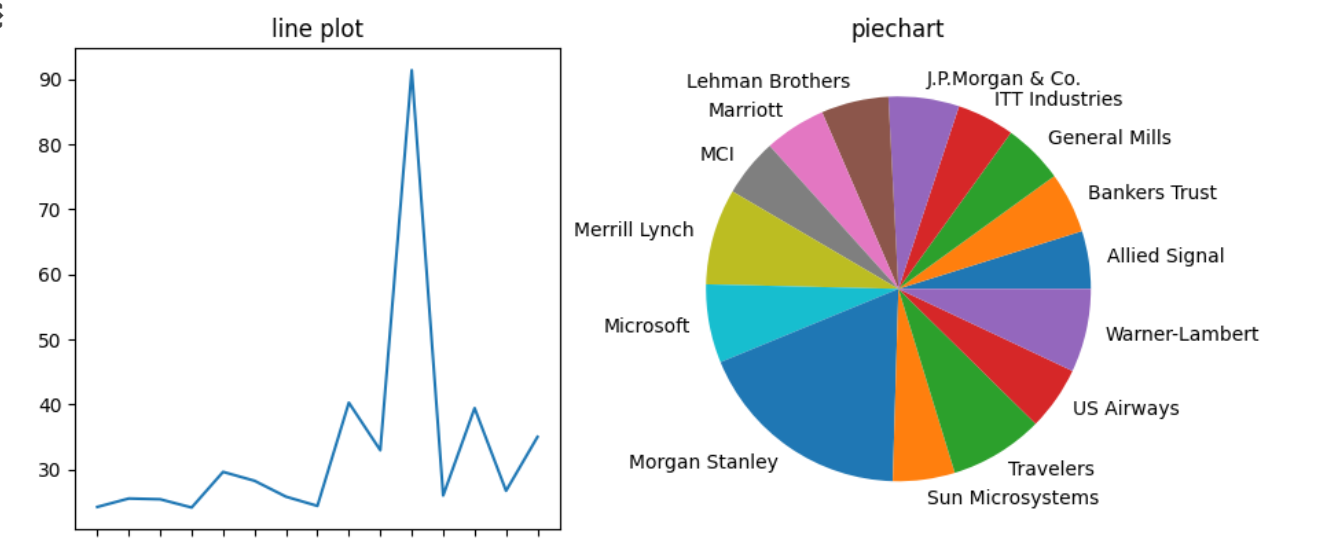 line plot
90
80
70
60
50
40
30
piechart
J.P.Morgan & Co.
Lehman Brothers
ITT Industries
Marriott
General Mills
MCI
Bankers Trust
Merrill Lynch
Allied Signal
Microsoft
Warner-Lambert
US Airways
Morgan Stanley
Travelers
Sun Microsystems